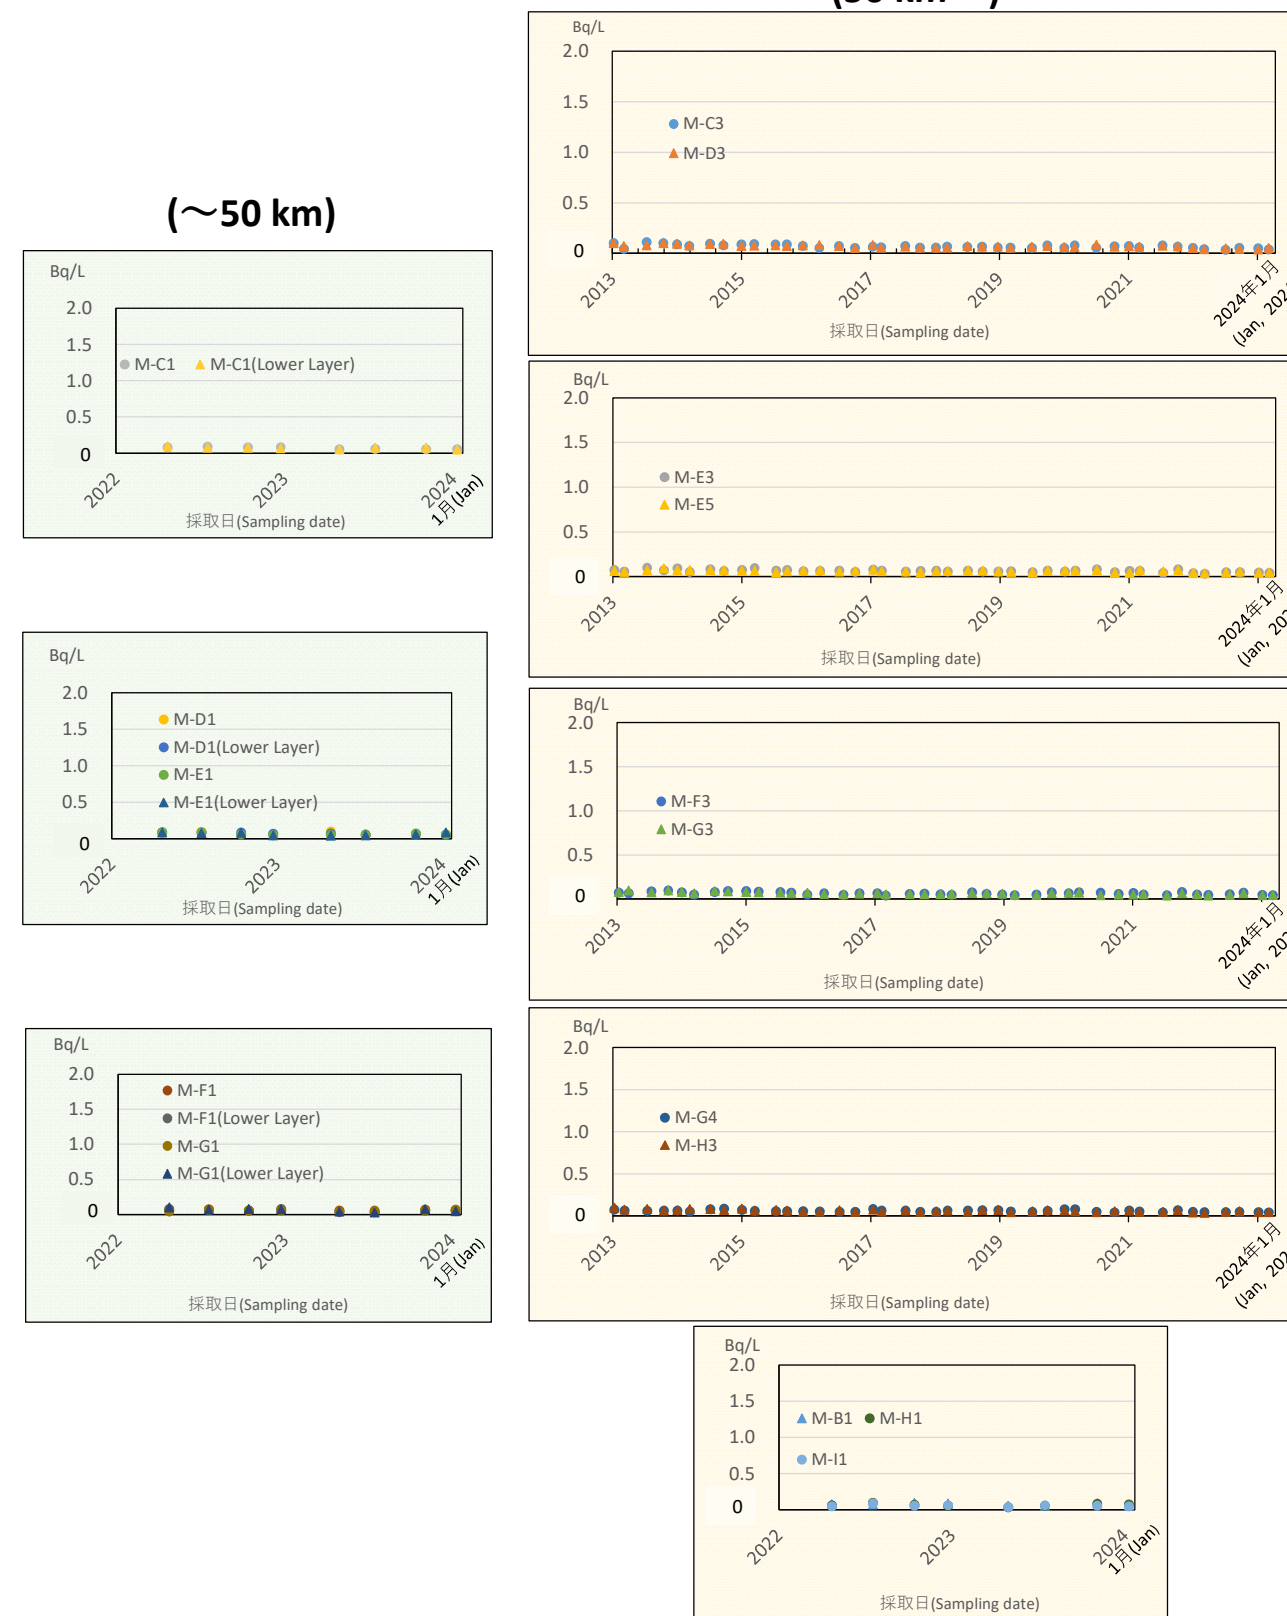 (～50 km)
Bq/L
2.0
1.5
1.0
0.5
0
M-C1
M-C1(Lower Layer)
2022
2023
2024
1月(Jan)
採取日(Sampling date)
Bq/L
2.0
1.5
1.0
0.5
0
M-D1
M-D1(Lower Layer)
M-E1
M-E1(Lower Layer)
2022
2023
2024
1月(Jan)
採取日(Sampling date)
Bq/L
2.0
1.5
1.0
0.5
0
M-F1
M-F1(Lower Layer)
M-G1
M-G1(Lower Layer)
2022
2023
2024
1月(Jan)
採取日(Sampling date)
Bq/L
2.0
1.5
1.0
0.5
0
M-C3
M-D3
2013
2015
2017
2019
2021
2024年1月
(Jan, 2024
採取日(Sampling date)
Bq/L
2.0
1.5
1.0
0.5
0
M-E3
M-E5
2013
2015
2017
2019
2021
2024年1月
(Jan,
採取日(Sampling date)
Bq/L
2.0
1.5
1.0
0.5
0
M-F3
M-G3
2013
2015
2017
2019
2021
2024年1月
(Jan,
採取日(Sampling date)
Bq/L
2.0
1.5
1.0
0.5
0
M-G4
M-H3
2013
2015
2017
2019
2021
2024年1月
(Jan,
採取日(Sampling date)
Bq/L
2.0
1.5
1.0
0.5
0
M-B1
M-H1
M-I1
2022
2023
2024
1月(Jan)
採取日(Sampling date)